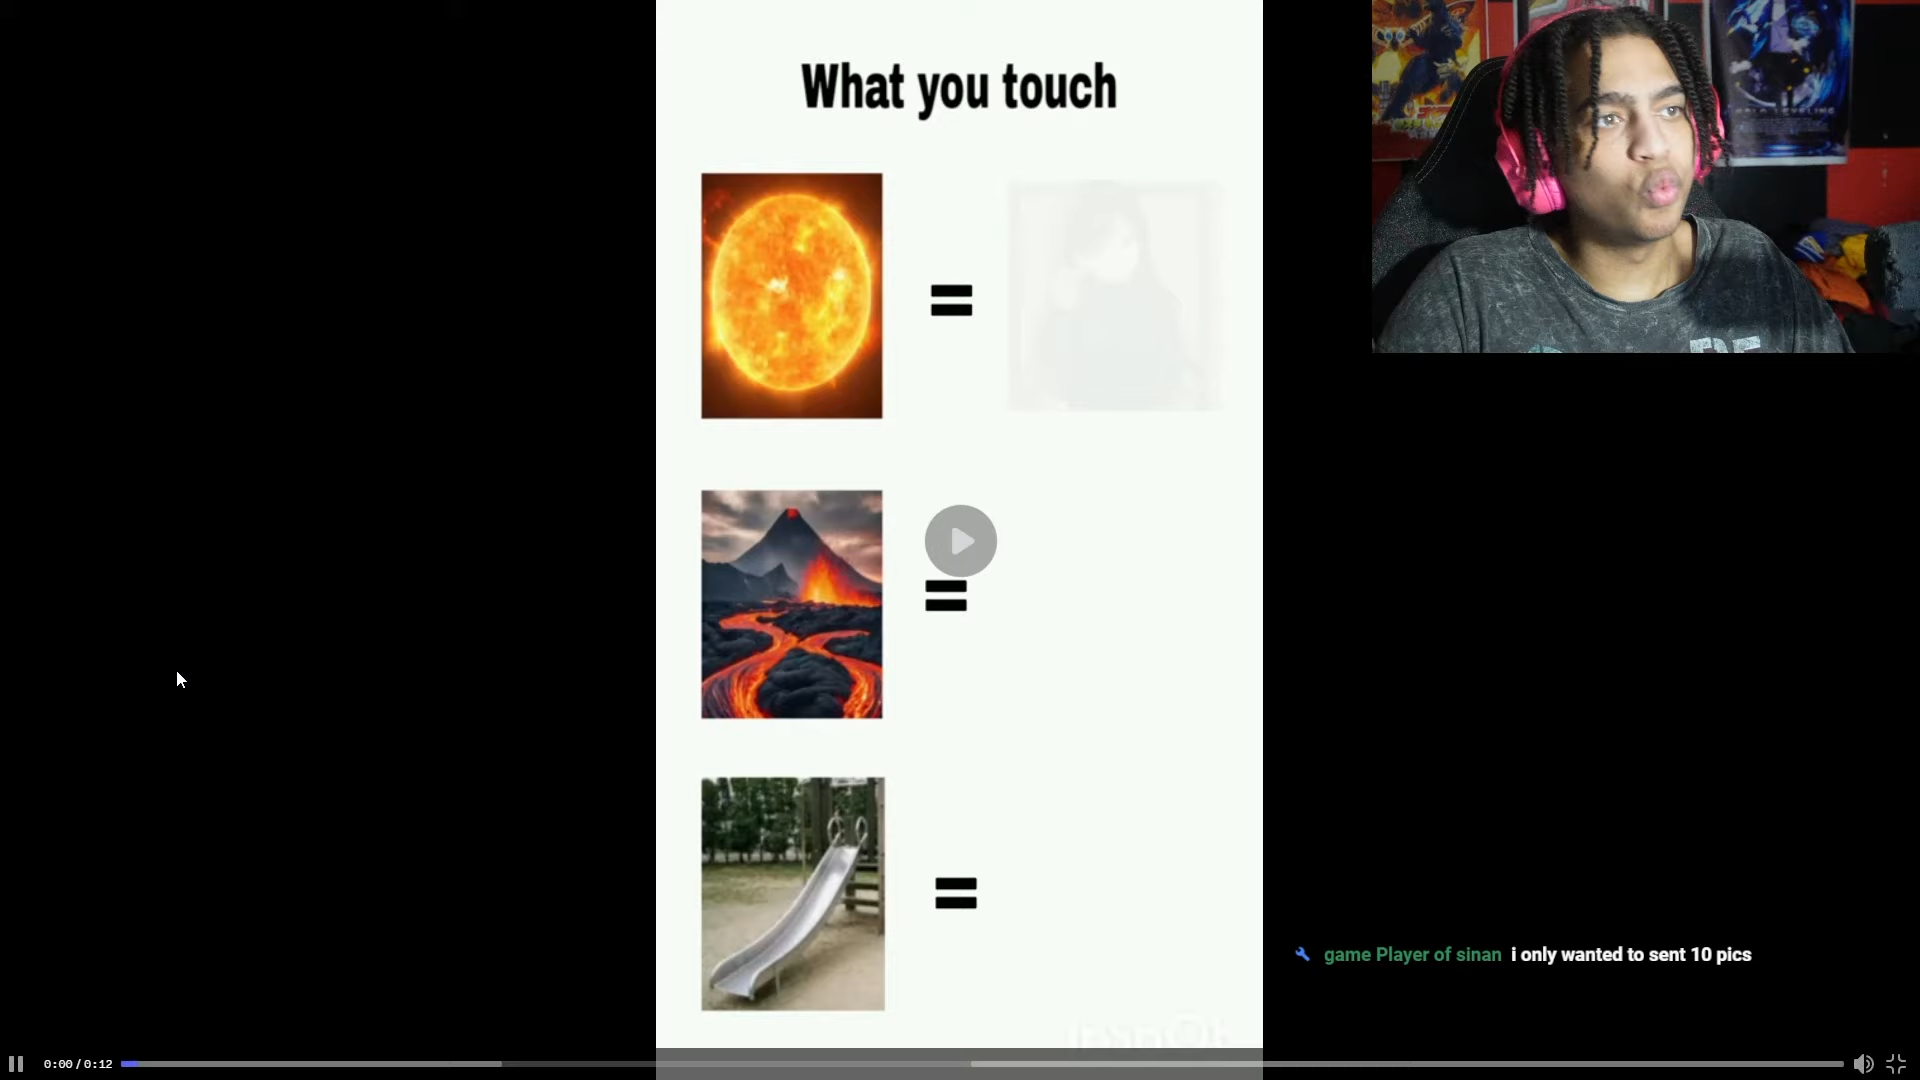 What you touch
=
=
=
game Player of sinan i only wanted to sent 10 pics
0:00 / 0:12